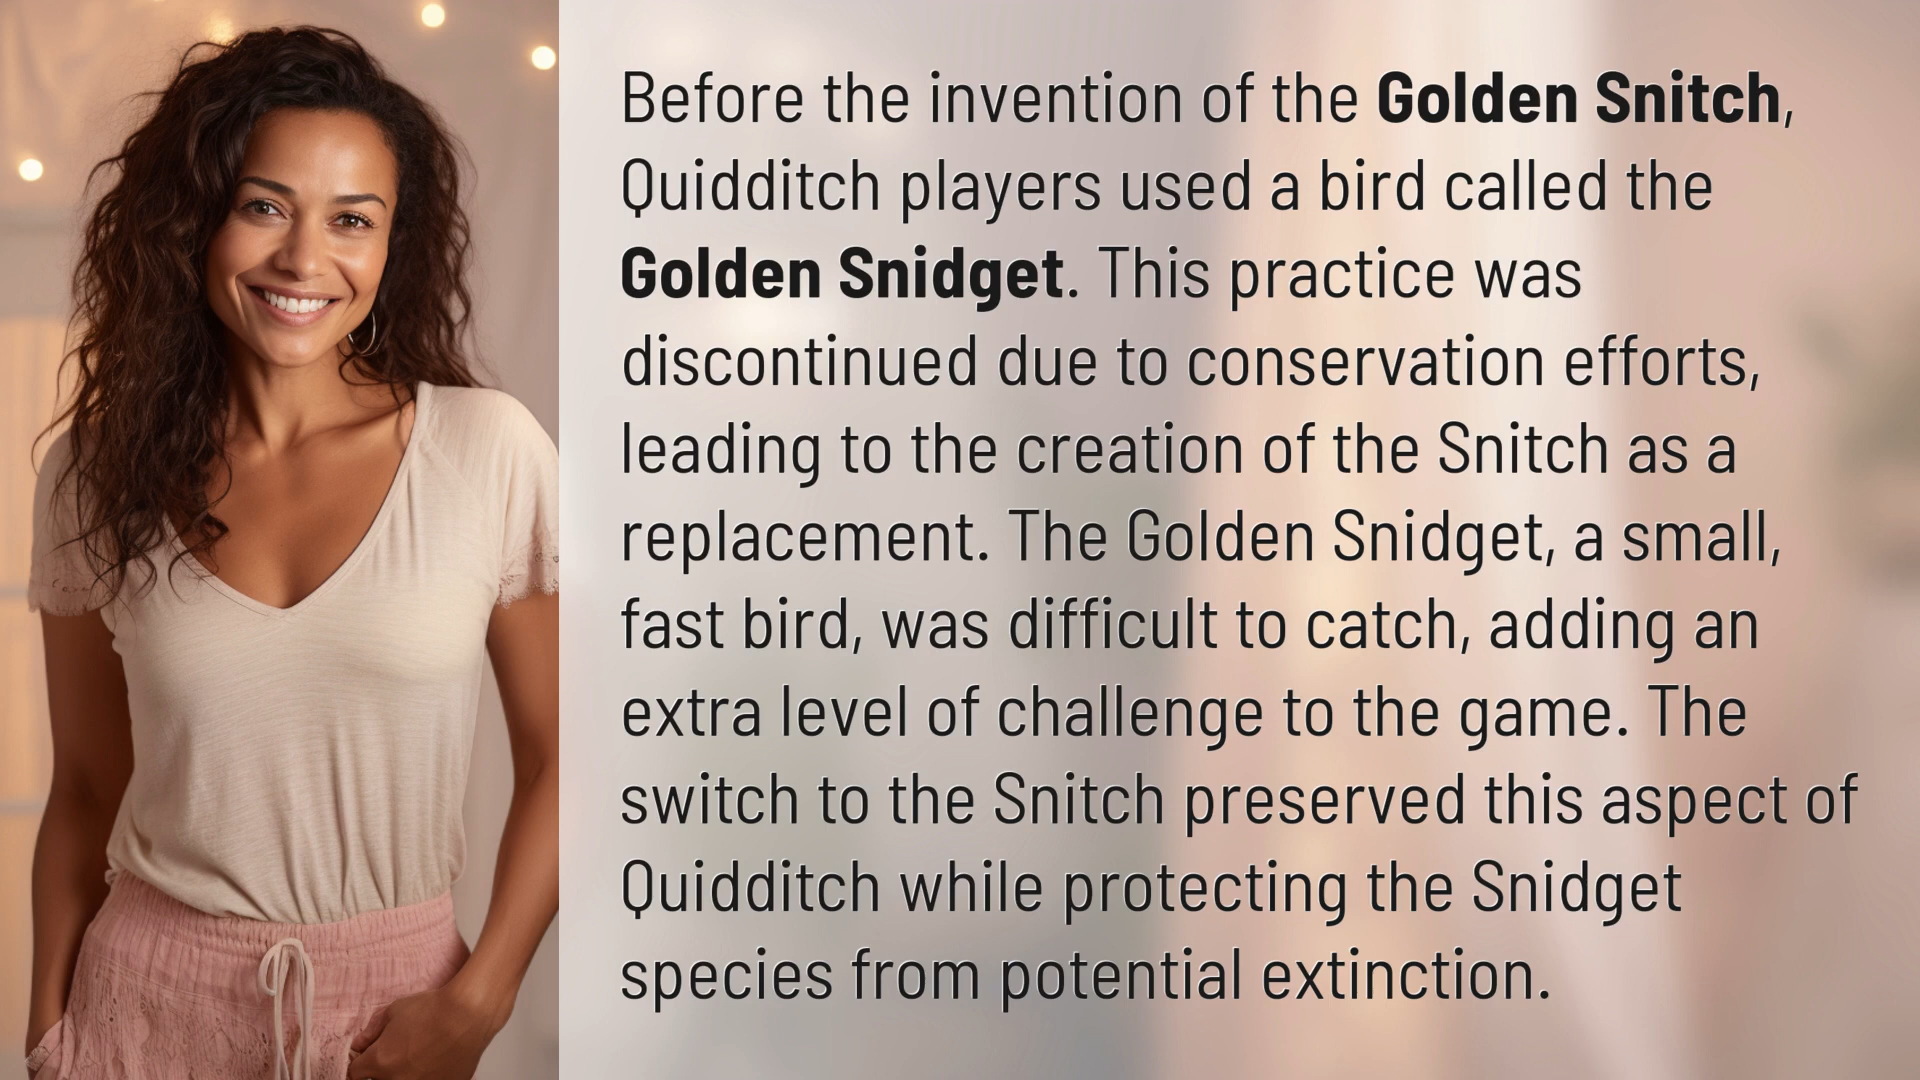 Before the invention of the Golden Snitch,
Quidditch players used a bird called the
Golden Snidget. This practice was
discontinued due to conservation efforts,
leading to the creation of the Snitch as a
replacement. The Golden Snidget, a small,
fast bird, was difficult to catch, adding an
extra level of challenge to the game. The
switch to the Snitch preserved this aspect of
Quidditch while protecting the Snidget
species from potential extinction.